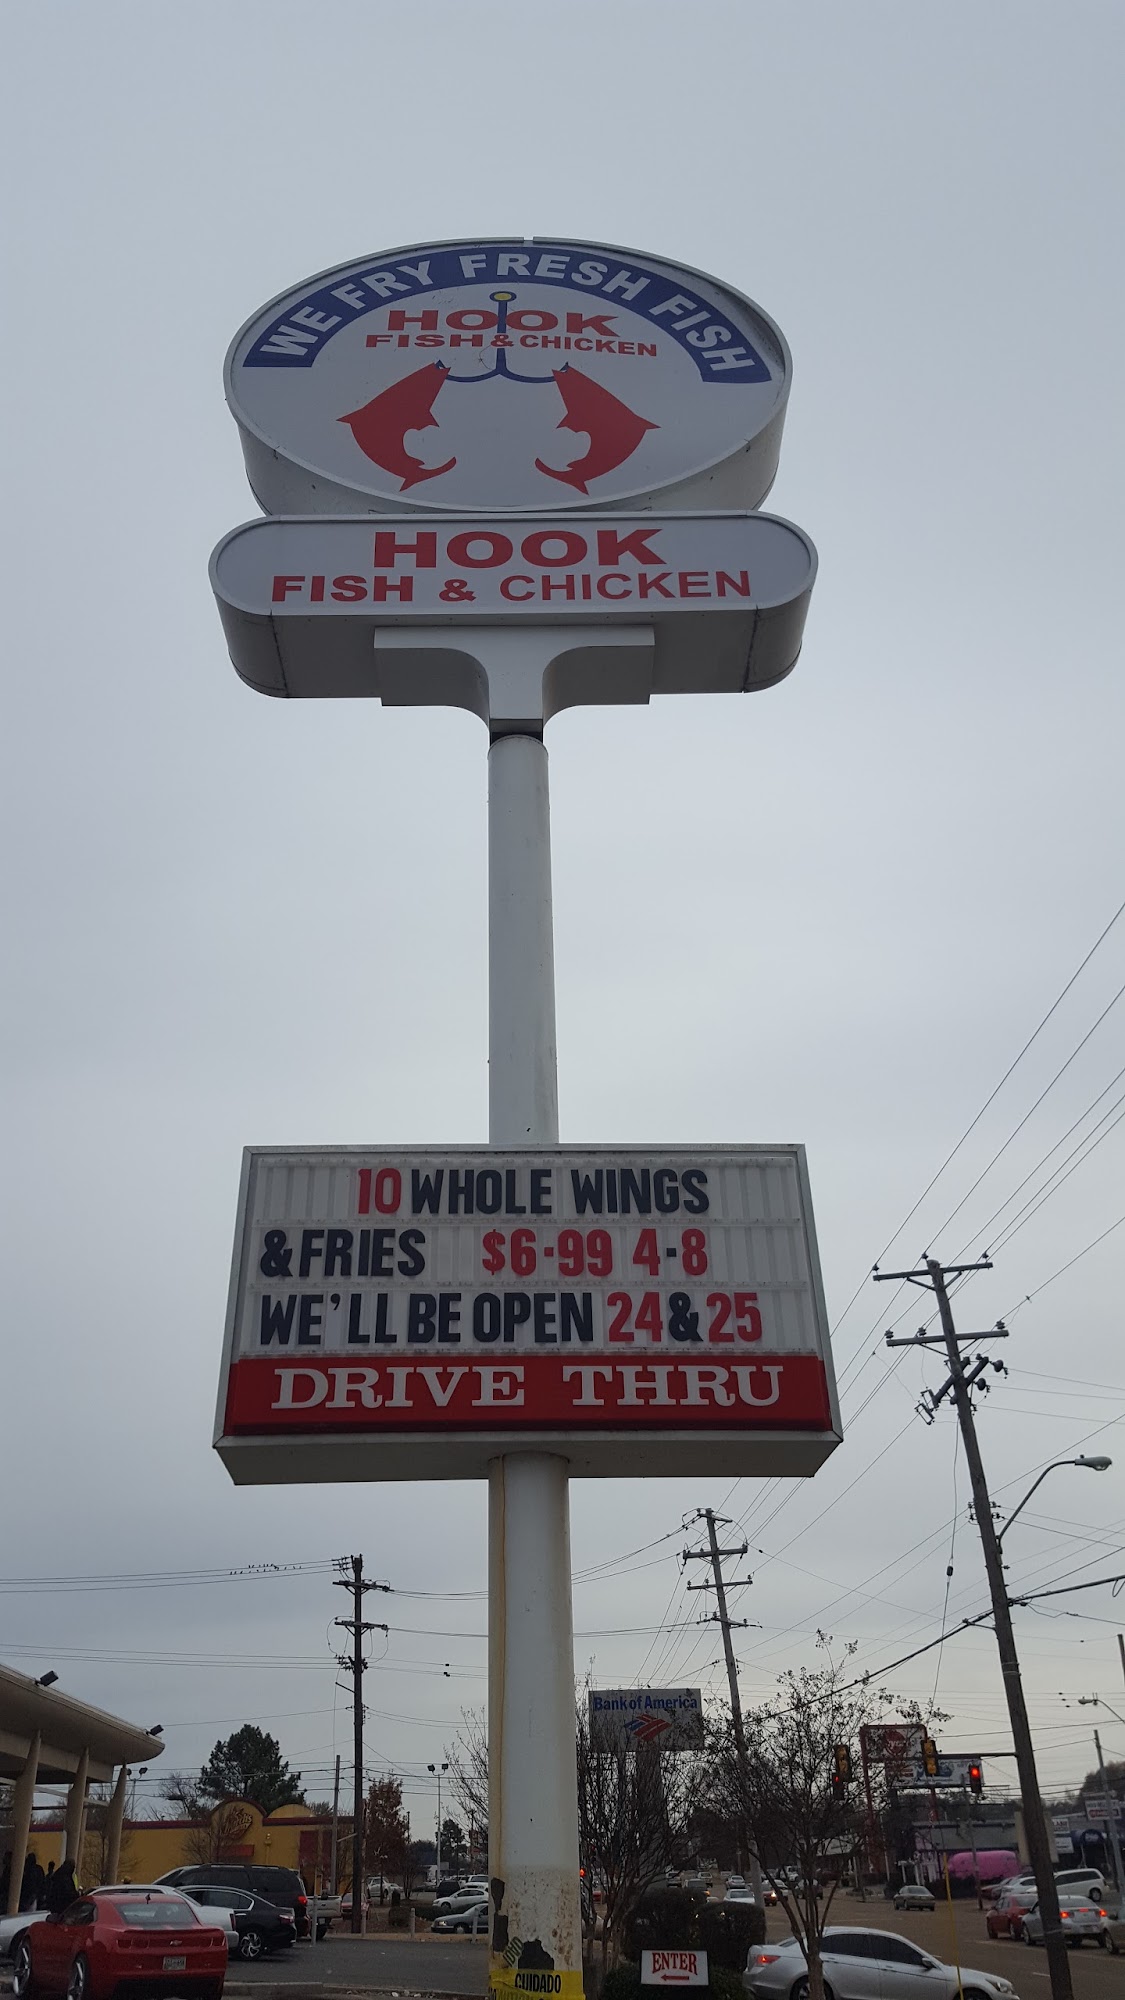 WE FRY FRESH FISH
HOOK
FISH & CHICKEN
HOOK
FISH & CHICKEN
10 WHOLE WINGS
& FRIES $6-99 4-8
WE'LL BE OPEN 24 & 25
DRIVE THRU
Bank of America
ENTER
CUIDADO